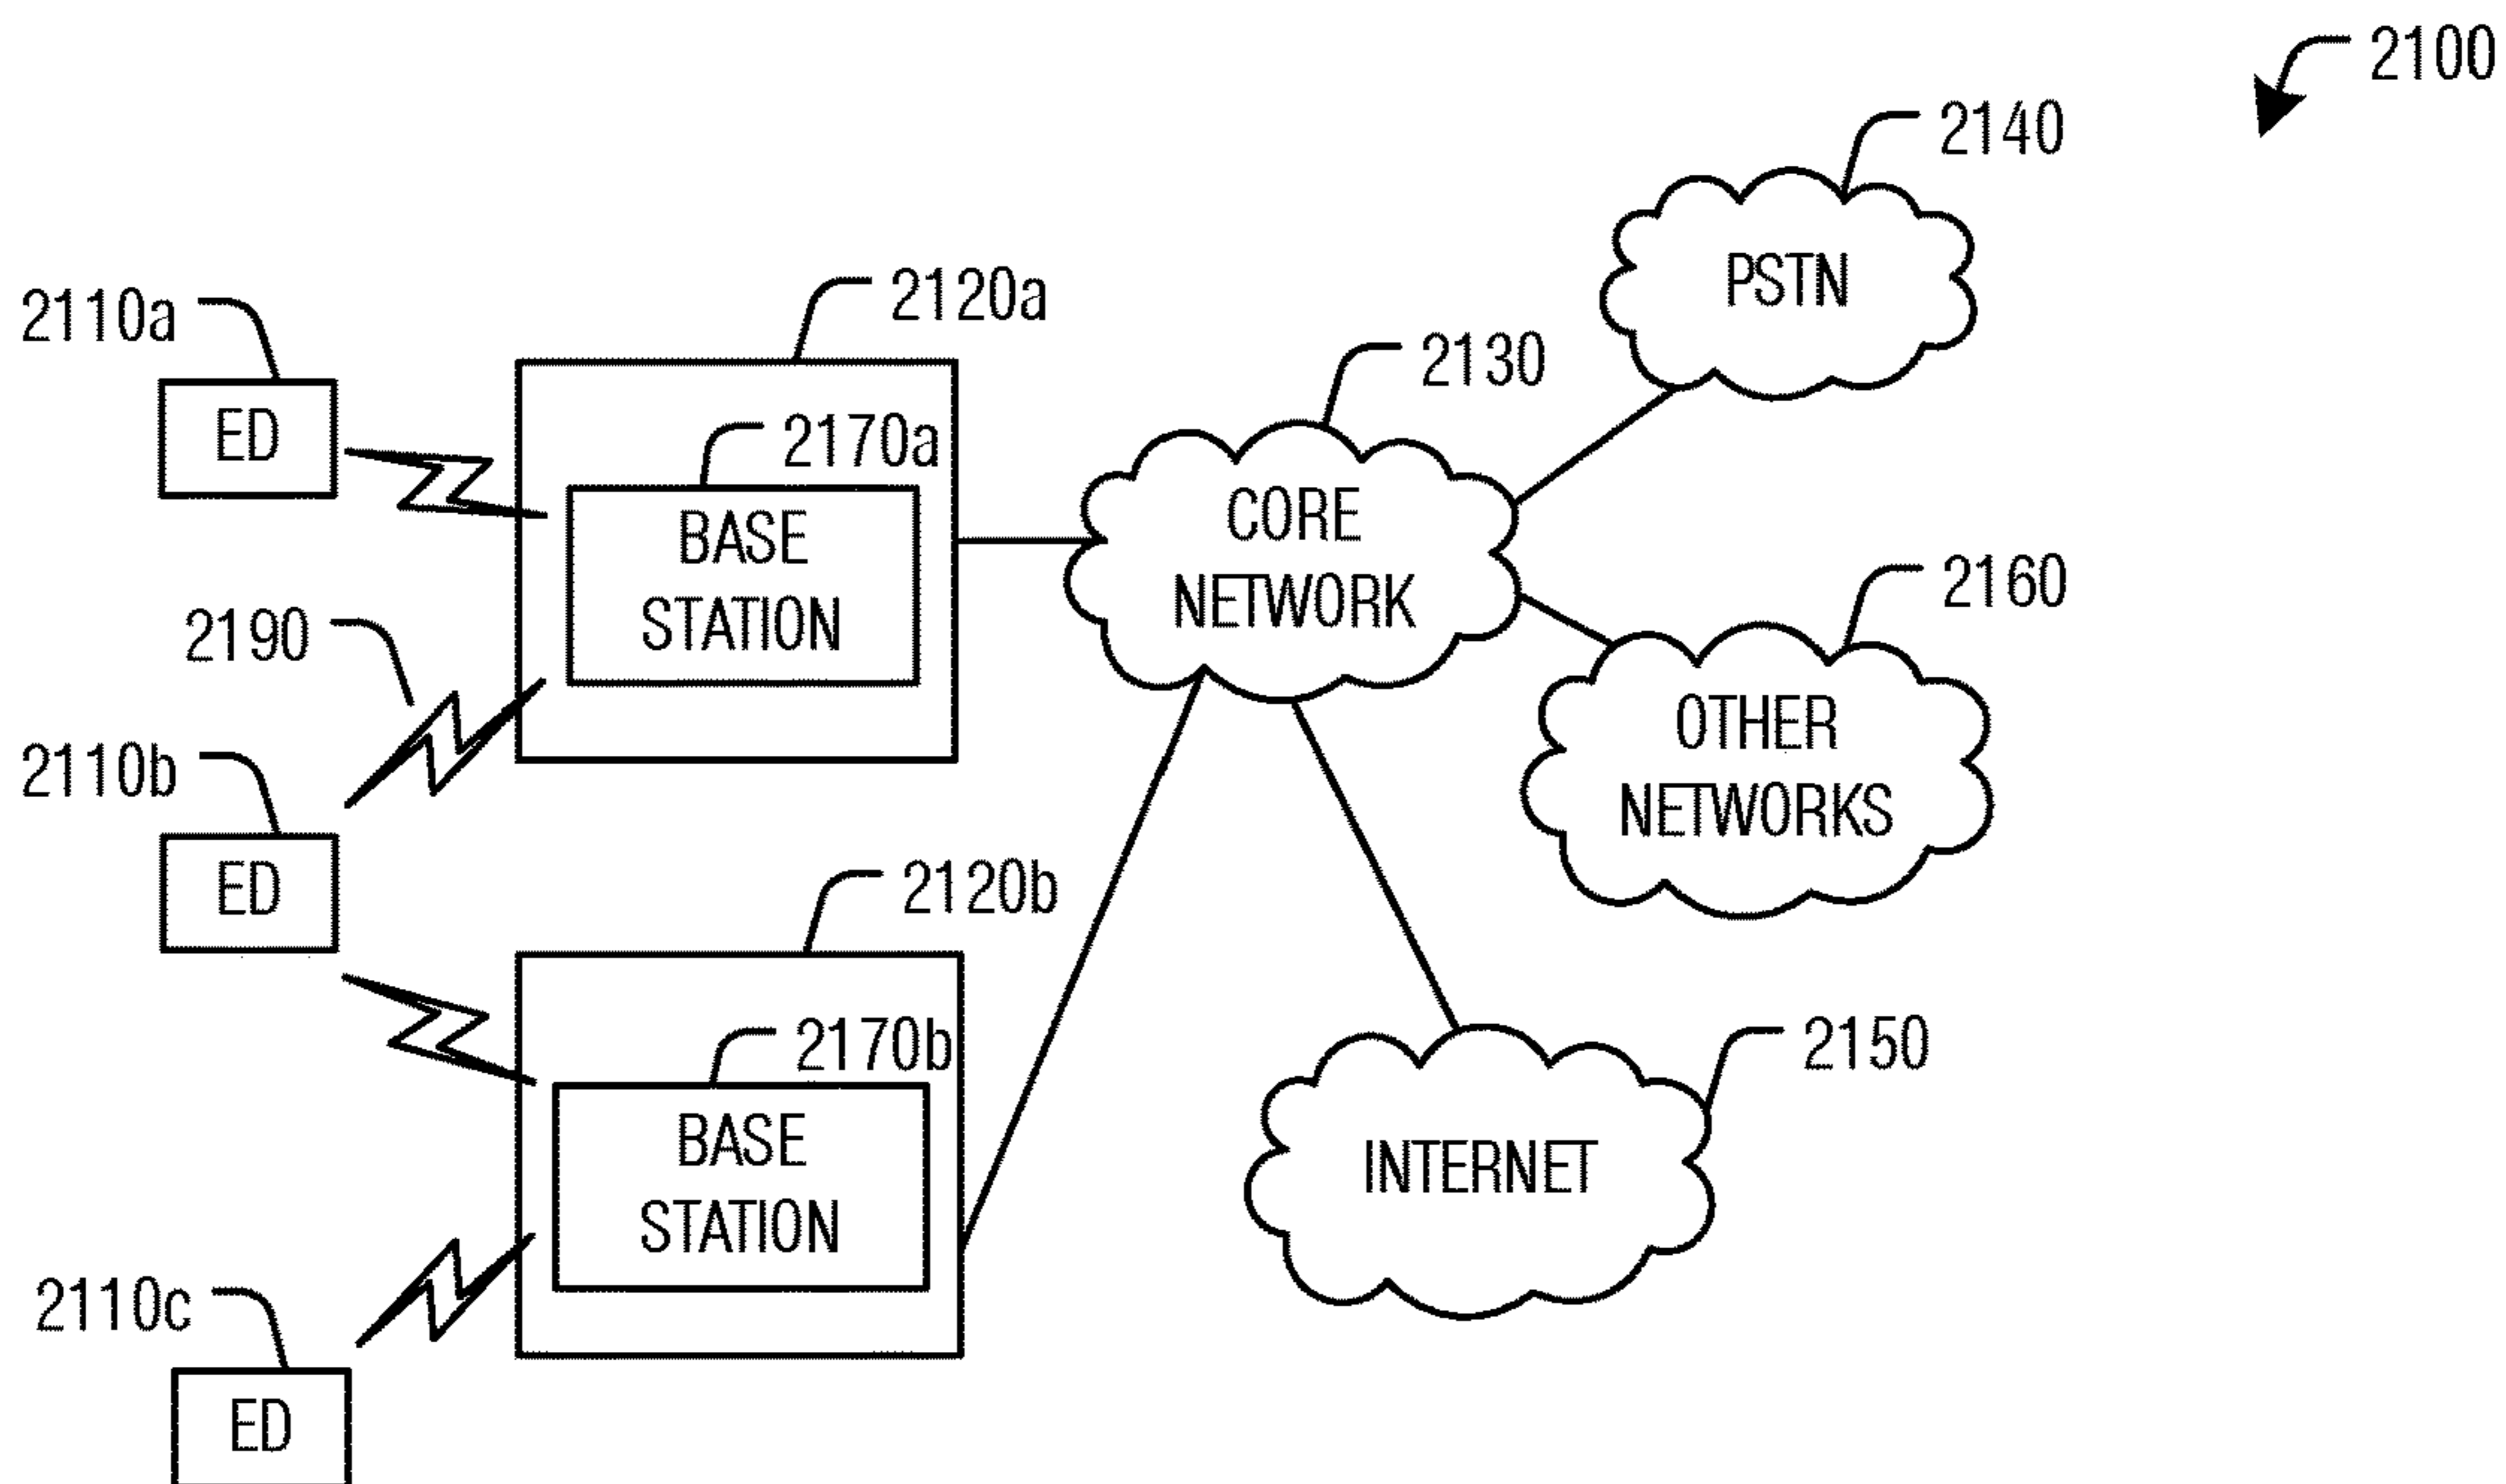 2100
2140
PSTN
2120a
2110a
2130
2170a
ED
CORE
NETWORK
BASE
STATION
2160
2190
OTHER
NETWORKS
2110b
ED
2120b
2170b
2150
BASE
STATION
INTERNET
2110c
ED